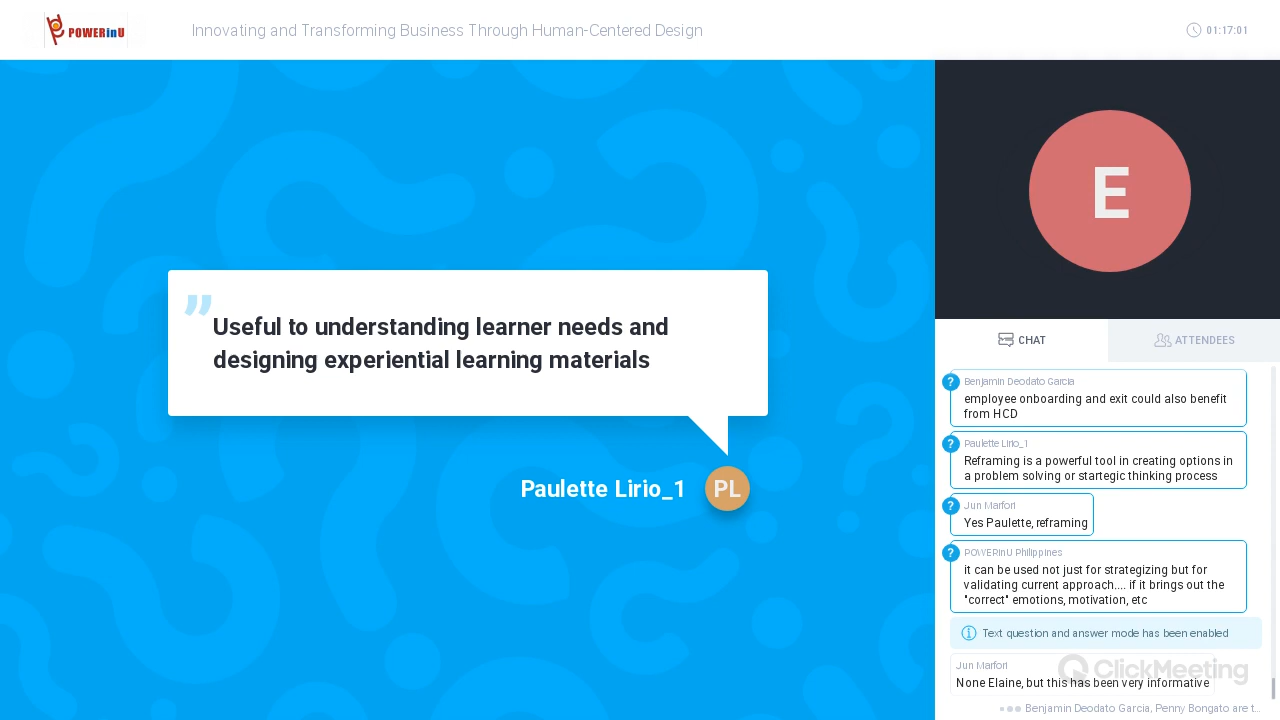 POWERinU
Innovating and Transforming Business Through Human-Centered Design
01:17:01
E
"
Useful to understanding learner needs and
designing experiential learning materials
Paulette Lirio_1
PL
CHAT
ATTENDEES
?
Benjamin Deodato Garcia
employee onboarding and exit could also benefit
from HCD
?
Paulette Lirio_1
Reframing is a powerful tool in creating options in
a problem solving or startegic thinking process
?
Jun Marfori
Yes Paulette, reframing
?
POWERinU Philippines
it can be used not just for strategizing but for
validating current approach.... if it brings out the
"correct" emotions, motivation, etc
Text question and answer mode has been enabled
Jun Marfori
None Elaine, but this has been very informative
ClickMeeting
Benjamin Deodato Garcia, Penny Bongato are t...